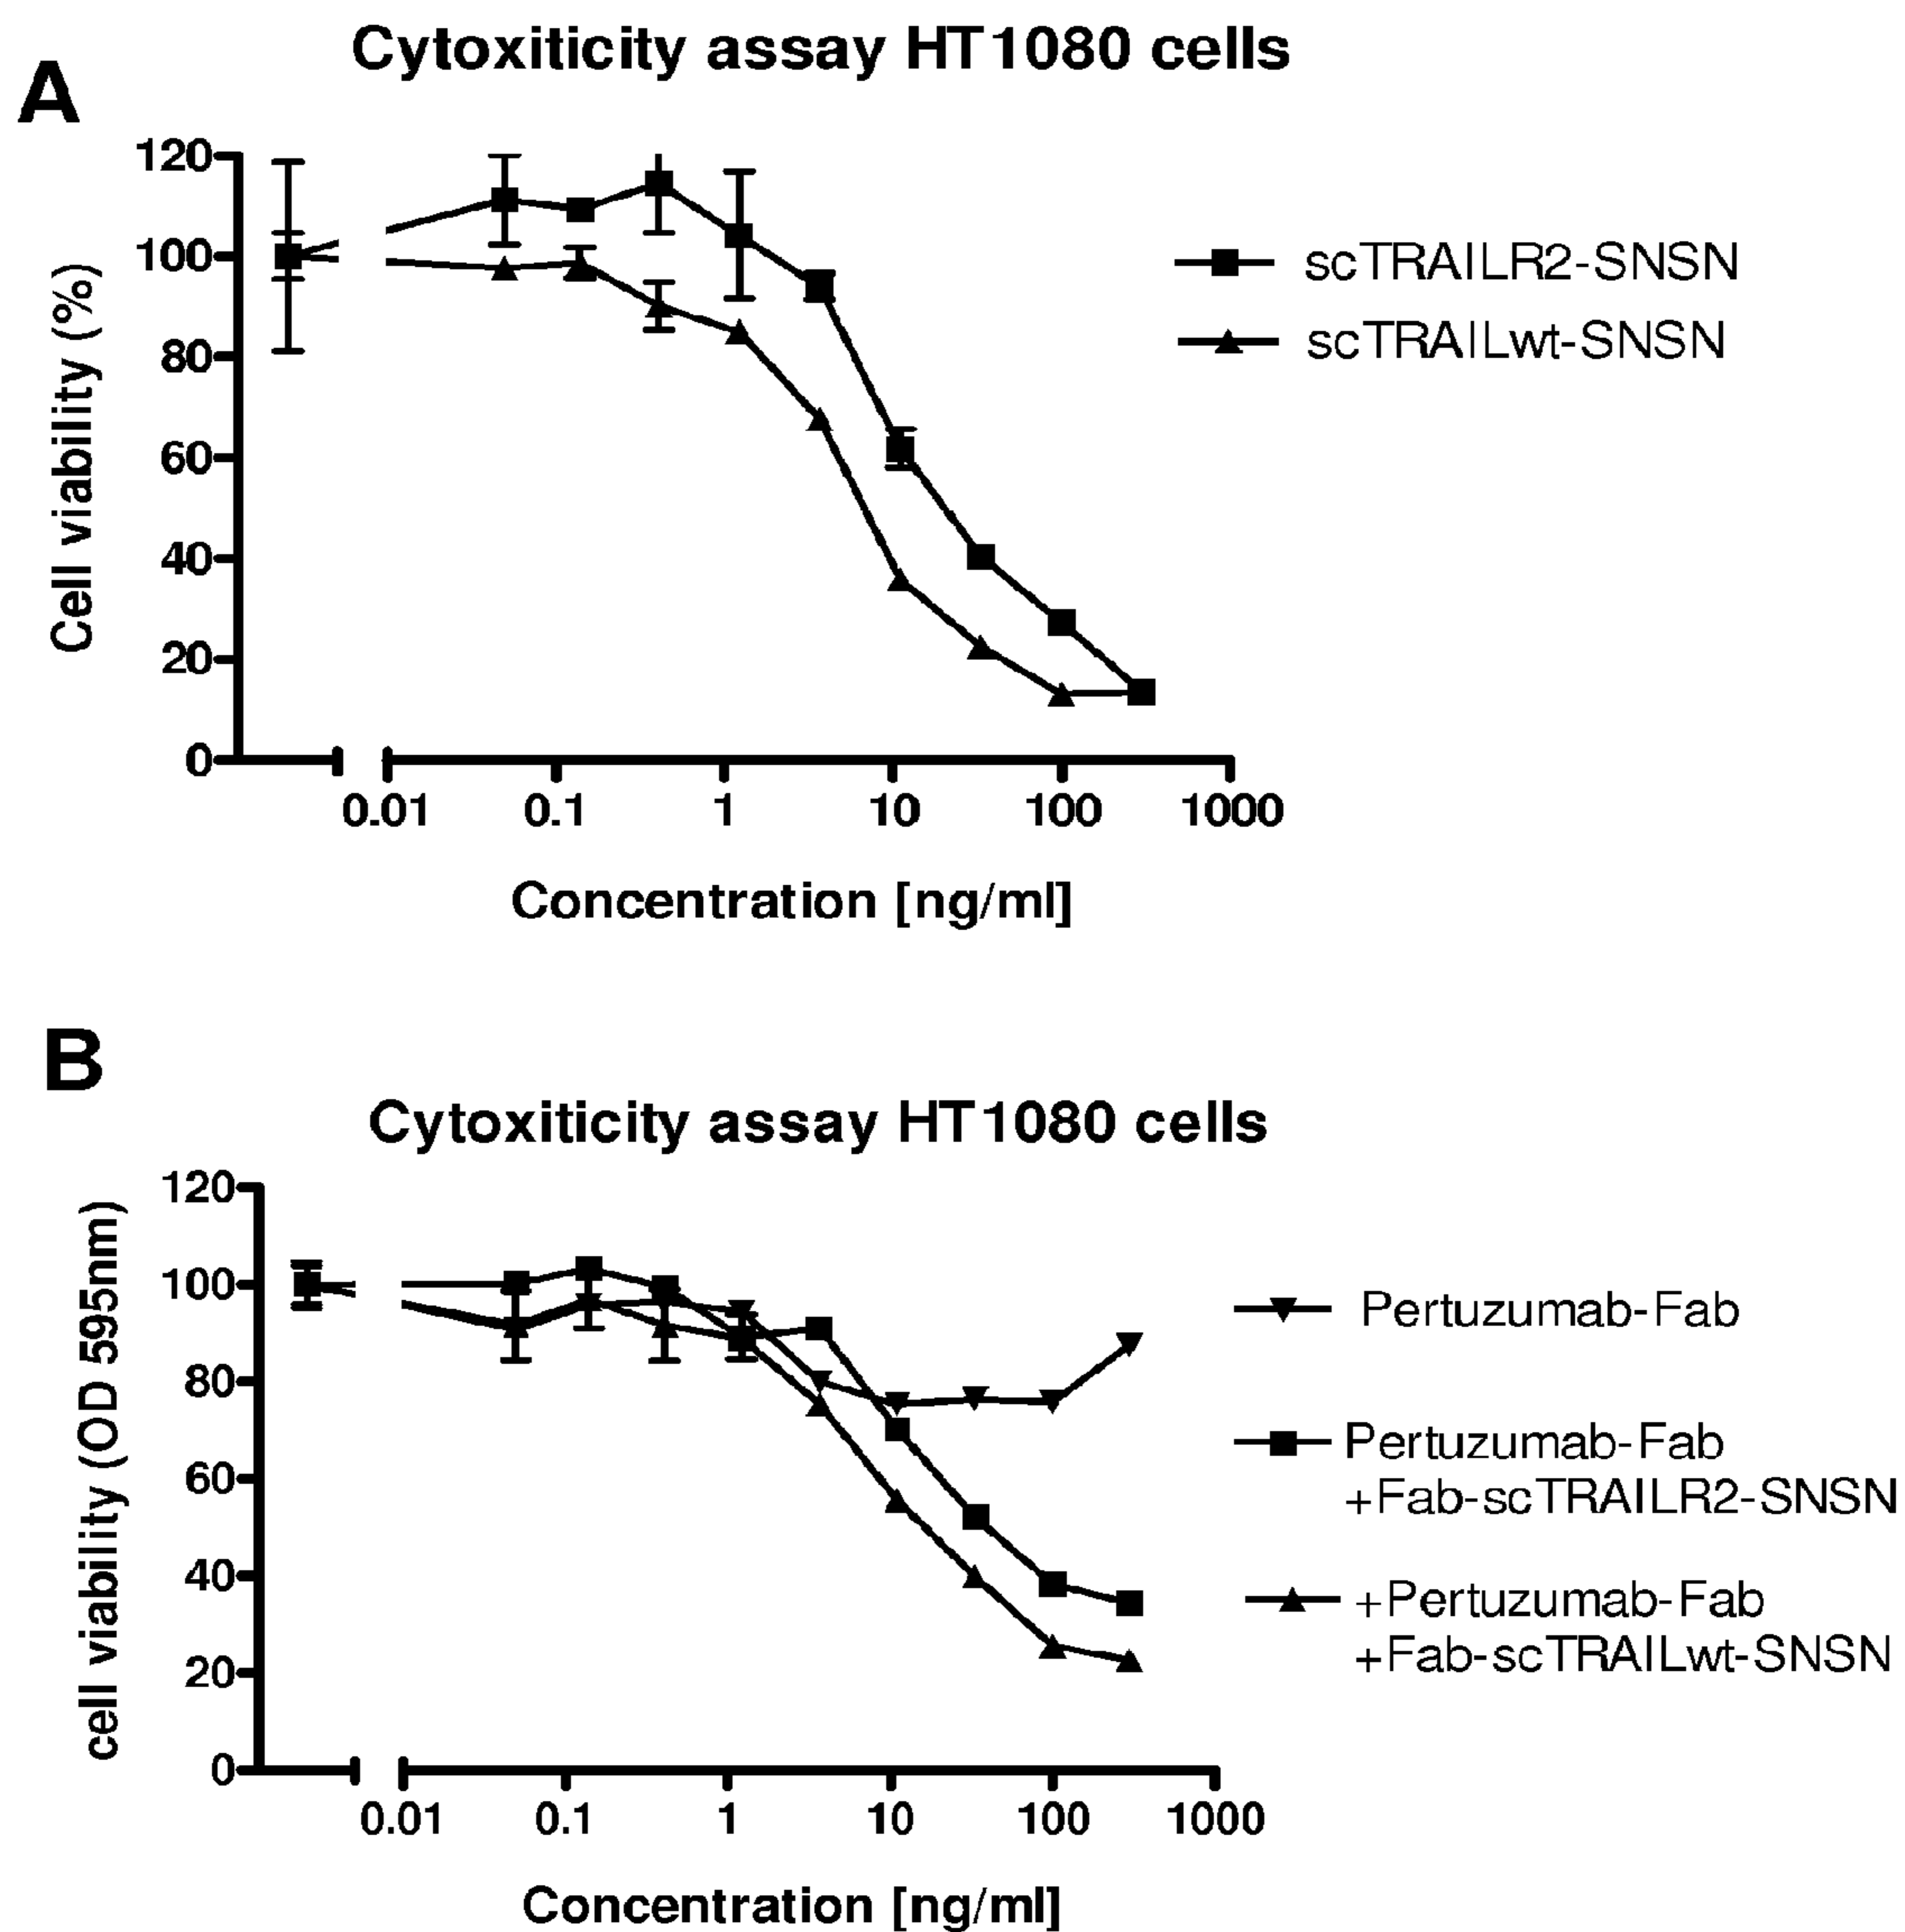 Cytoxiticity assay HT1080 cells
A
120
100
80
60
40
20
0
Cell viability (%)
0.01 0.1 1 10 100 1000
Concentration [ng/ml]
scTRAILR2-SNSN
scTRAILwt-SNSN
B
Cytoxiticity assay HT1080 cells
120
100
80
60
40
20
0
cell viability (OD 595nm)
0.01 0.1 1 10 100 1000
Concentration [ng/ml]
Pertuzumab-Fab
Pertuzumab-Fab
+Fab-scTRAILR2-SNSN
+Pertuzumab-Fab
+Fab-scTRAILwt-SNSN